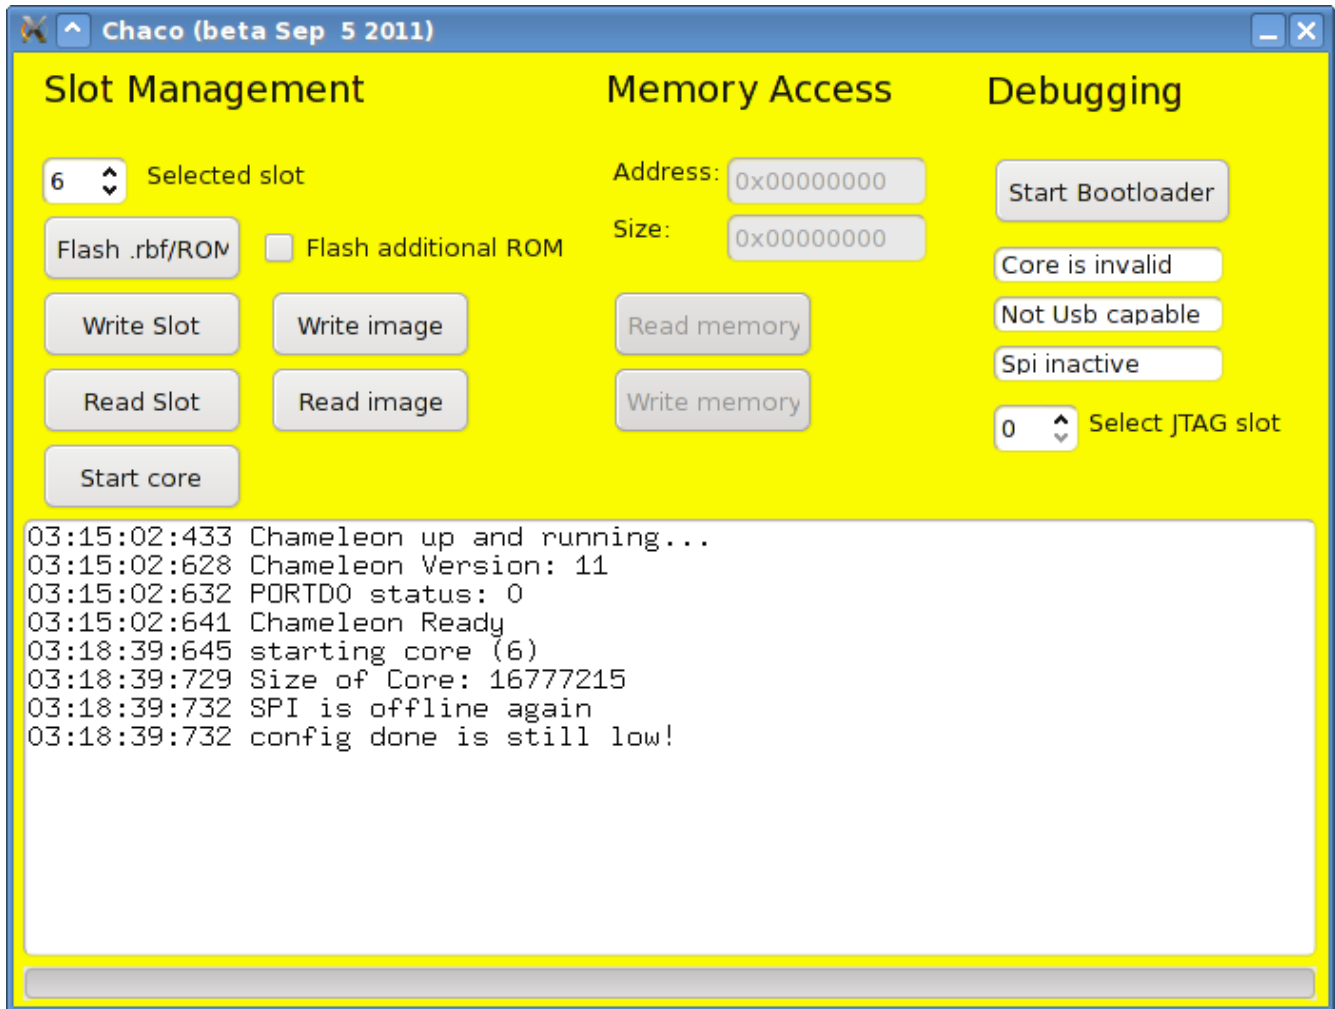 Chaco (beta Sep  5 2011)
Slot Management
Memory Access
Debugging
6
Selected slot
Address:
0x00000000
Start Bootloader
Flash .rbf/ROM
Flash additional ROM
Size:
0x00000000
Core is invalid
Write Slot
Write image
Read memory
Not Usb capable
Spi inactive
Read Slot
Read image
Write memory
0
Select JTAG slot
Start core
03:15:02:433 Chameleon up and running...
03:15:02:628 Chameleon Version: 11
03:15:02:632 PORTDO status: 0
03:15:02:641 Chameleon Ready
03:18:39:645 starting core (6)
03:18:39:729 Size of Core: 16777215
03:18:39:732 SPI is offline again
03:18:39:732 config done is still low!